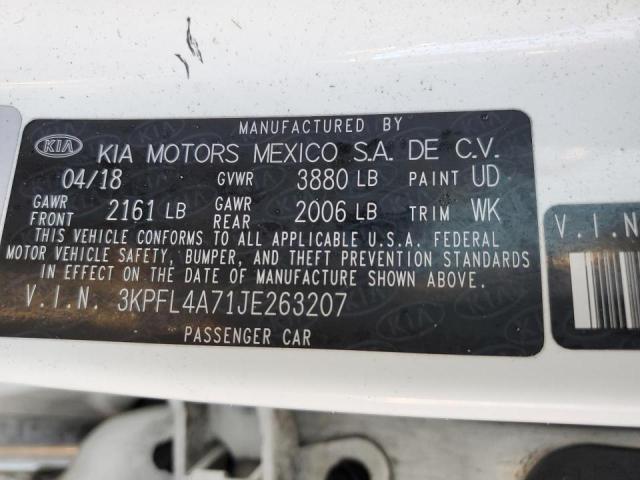 MANUFACTURED BY
KIA KIA MOTORS MEXICO S.A. DE C.V.
04/18 GVWR 3880 LB PAINT UD
GAWR FRONT 2161 LB GAWR REAR 2006 LB TRIM WK
THIS VEHICLE CONFORMS TO ALL APPLICABLE U.S.A. FEDERAL
MOTOR VEHICLE SAFETY, BUMPER, AND THEFT PREVENTION STANDARDS
IN EFFECT ON THE DATE OF MANUFACTURE SHOWN ABOVE.
V.I.N. 3KPFL4A71JE263207
PASSENGER CAR
V.I.N.